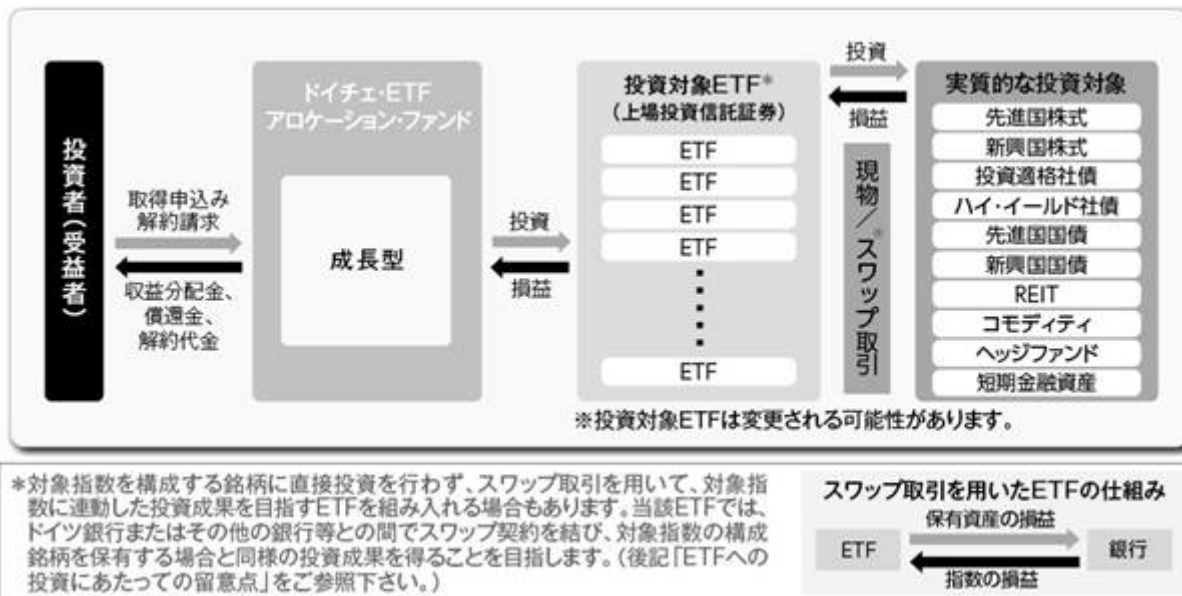 投資者(受益者)
取得申込み
解約請求
収益分配金、
償還金、
解約代金
ドイチェ・ETF
アロケーション・ファンド
成長型
投資
損益
投資対象ETF*
(上場投資信託証券)
ETF
ETF
ETF
ETF
ETF
投資
損益
現物/*スワップ取引
実質的な投資対象
先進国株式
新興国株式
投資適格社債
ハイ・イールド社債
先進国国債
新興国国債
REIT
コモディティ
ヘッジファンド
短期金融資産
※投資対象ETFは変更される可能性があります。
*対象指数を構成する銘柄に直接投資を行わず、スワップ取引を用いて、対象指
数に連動した投資成果を目指すETFを組み入れる場合もあります。当該ETFでは、
ドイツ銀行またはその他の銀行等との間でスワップ契約を結び、対象指数の構成
銘柄を保有する場合と同様の投資成果を得ることを目指します。(後記「ETFへの
投資にあたっての留意点」をご参照下さい。)
スワップ取引を用いたETFの仕組み
保有資産の損益
ETF
銀行
指数の損益